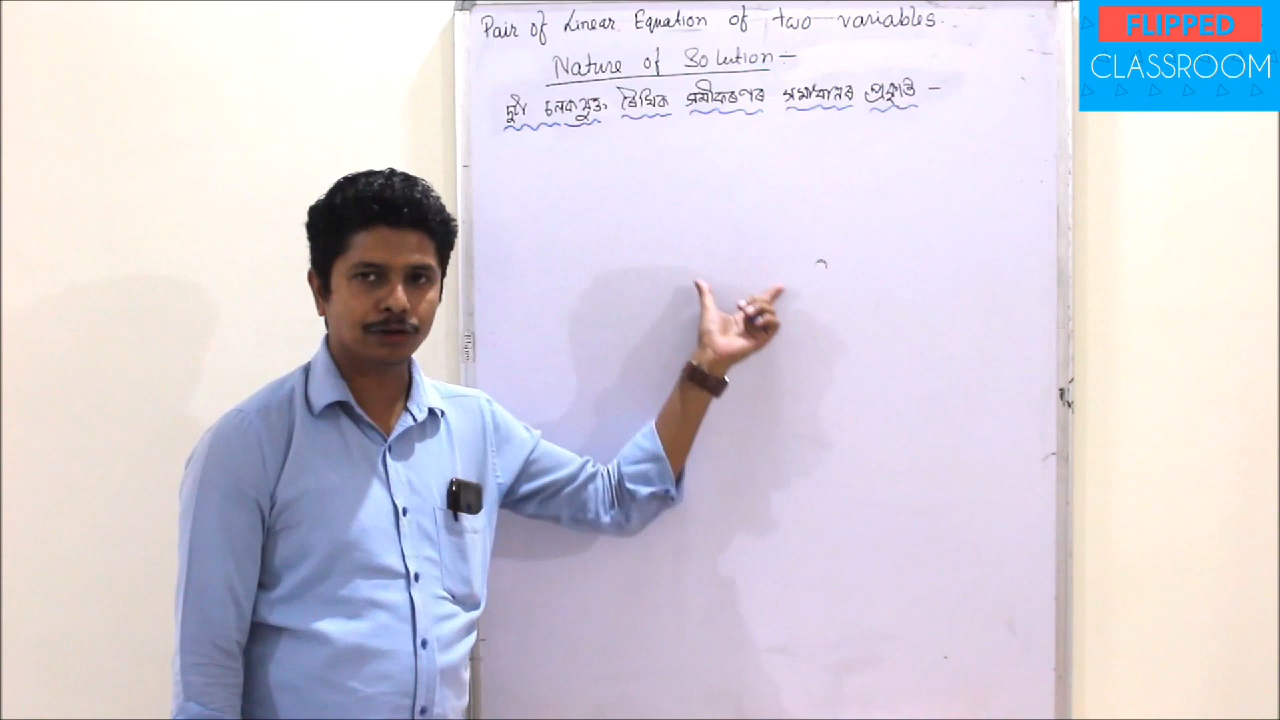 Pair of Linear Equation of two variables.
Nature of Solution :-
দুটা চলকযুক্ত ৰৈখিক সমীকৰণৰ সমাধানৰ প্ৰকৃতি -
FLIPPED
CLASSROOM